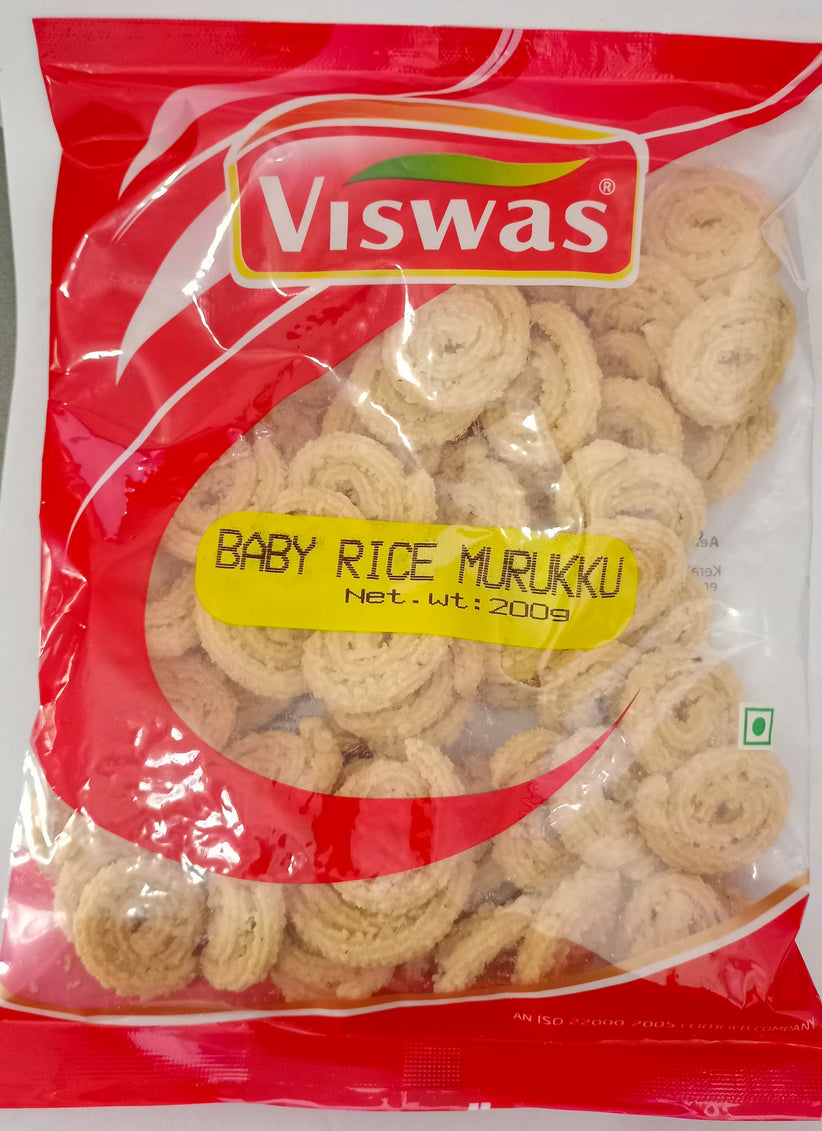 VISWAS®
BABY RICE MURUKKU
Net.wt:200g
AN ISO 22000-2005 CERTIFIED COMPANY